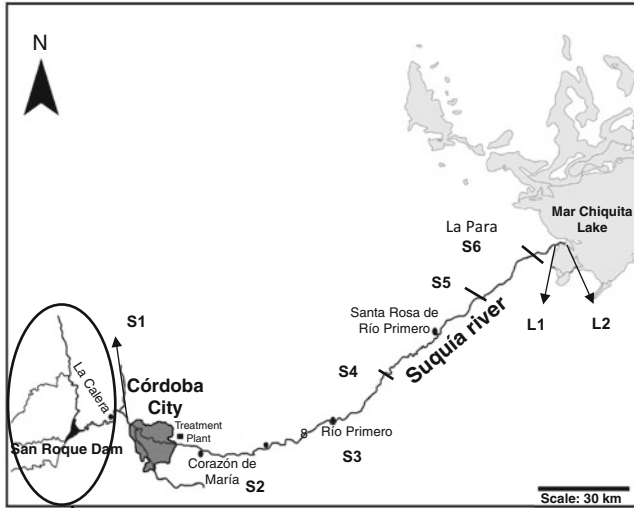 N
Mar Chiquita
Lake
La Para
S6
S5
L1
L2
Suquía river
Santa Rosa de
Río Primero
S4
S1
La Calera
Córdoba
City
Treatment
Plant
San Roque Dam
Corazón de
María
S2
8
Río Primero
S3
Scale: 30 km